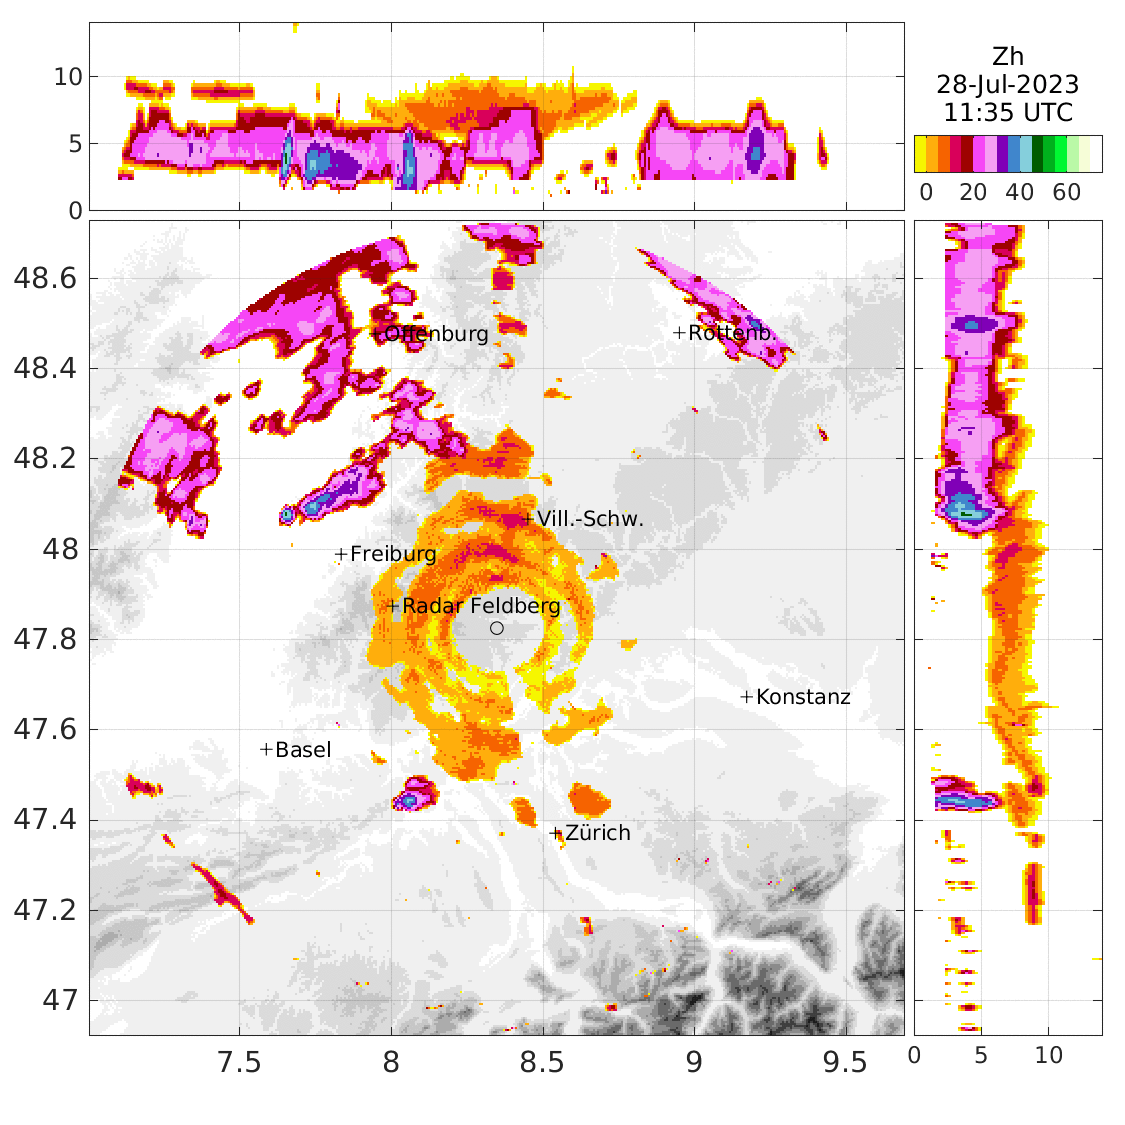 10
5
0
Zh
28-Jul-2023
11:35 UTC
0 20 40 60
48.6
48.4
48.2
48
47.8
47.6
47.4
47.2
47
+Offenburg
+Rottenb.
+Vill.-Schw.
+Freiburg
+Radar Feldberg
+Konstanz
+Basel
+Zürich
7.5 8 8.5 9 9.5
0 5 10